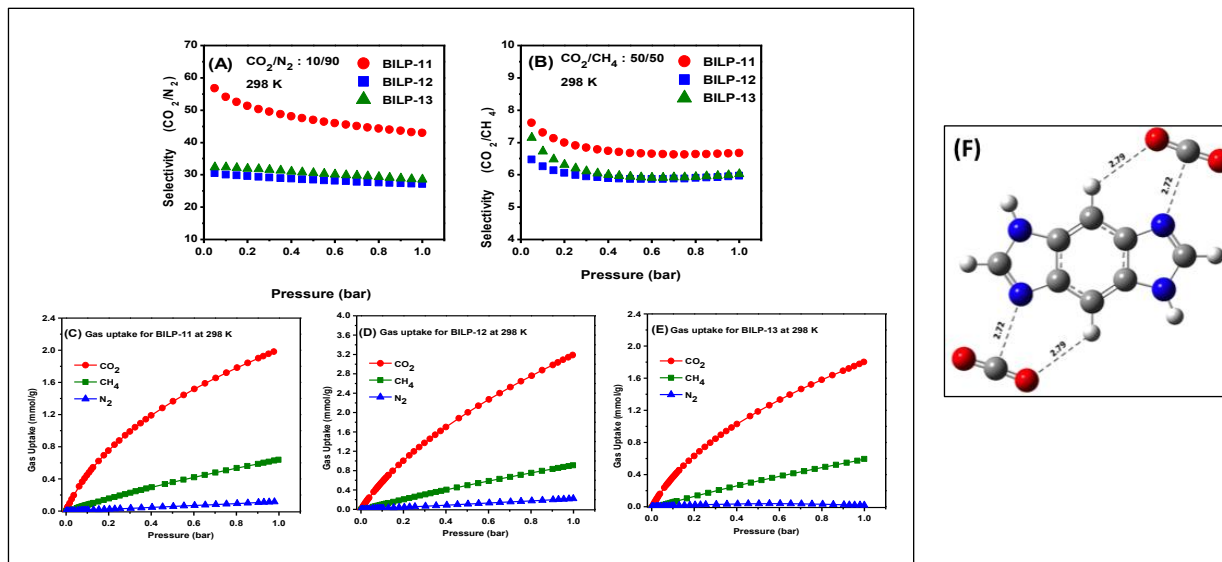 (A) CO2/N2 : 10/90
298 K
BILP-11
BILP-12
BILP-13
Selectivity (CO2/N2)
70
60
50
40
30
20
10
0.0 0.2 0.4 0.6 0.8 1.0
Pressure (bar)
(B) CO2/CH4 : 50/50
298 K
BILP-11
BILP-12
BILP-13
Selectivity (CO2/CH4)
10
9
8
7
6
5
4
0.0 0.2 0.4 0.6 0.8 1.0
Pressure (bar)
(C) Gas uptake for BILP-11 at 298 K
CO2
CH4
N2
Gas Uptake (mmol/g)
2.4
2.0
1.6
1.2
0.8
0.4
0.0
0.0 0.2 0.4 0.6 0.8 1.0
Pressure (bar)
(D) Gas uptake for BILP-12 at 298 K
CO2
CH4
N2
Gas Uptake (mmol/g)
4.0
3.6
3.2
2.8
2.4
2.0
1.6
1.2
0.8
0.4
0.0
0.0 0.2 0.4 0.6 0.8 1.0
Pressure (bar)
(E) Gas uptake for BILP-13 at 298 K
CO2
CH4
N2
Gas Uptake (mmol/g)
2.4
2.0
1.6
1.2
0.8
0.4
0.0
0.0 0.2 0.4 0.6 0.8 1.0
Pressure (bar)
(F)
2.79
2.72
2.72
2.79